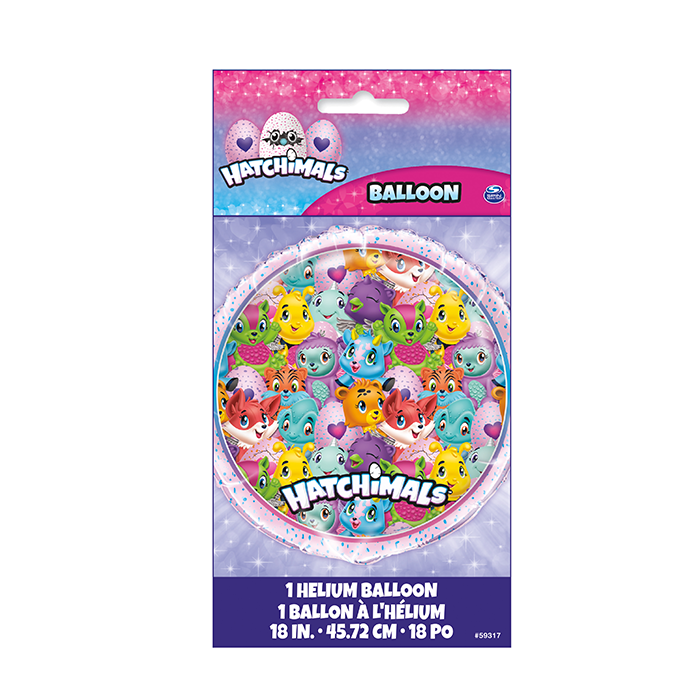 HATCHiMALS
BALLOON
HATCHiMALS
1 HELIUM BALLOON
1 BALLON À L'HÉLIUM
18 IN. · 45.72 CM · 18 PO
#59317